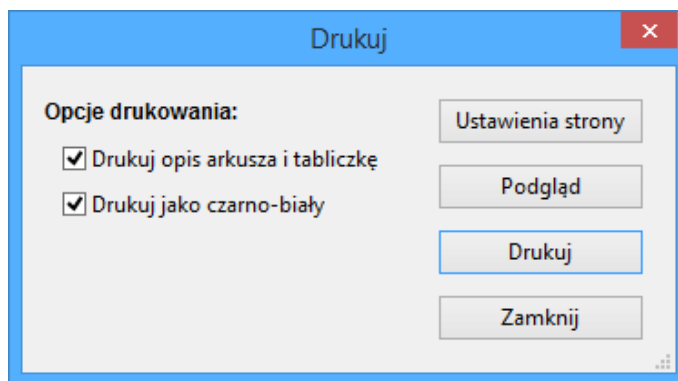 Drukuj
Opcje drukowania:
Drukuj opis arkusza i tabliczkę
Drukuj jako czarno-biały
Ustawienia strony
Podgląd
Drukuj
Zamknij